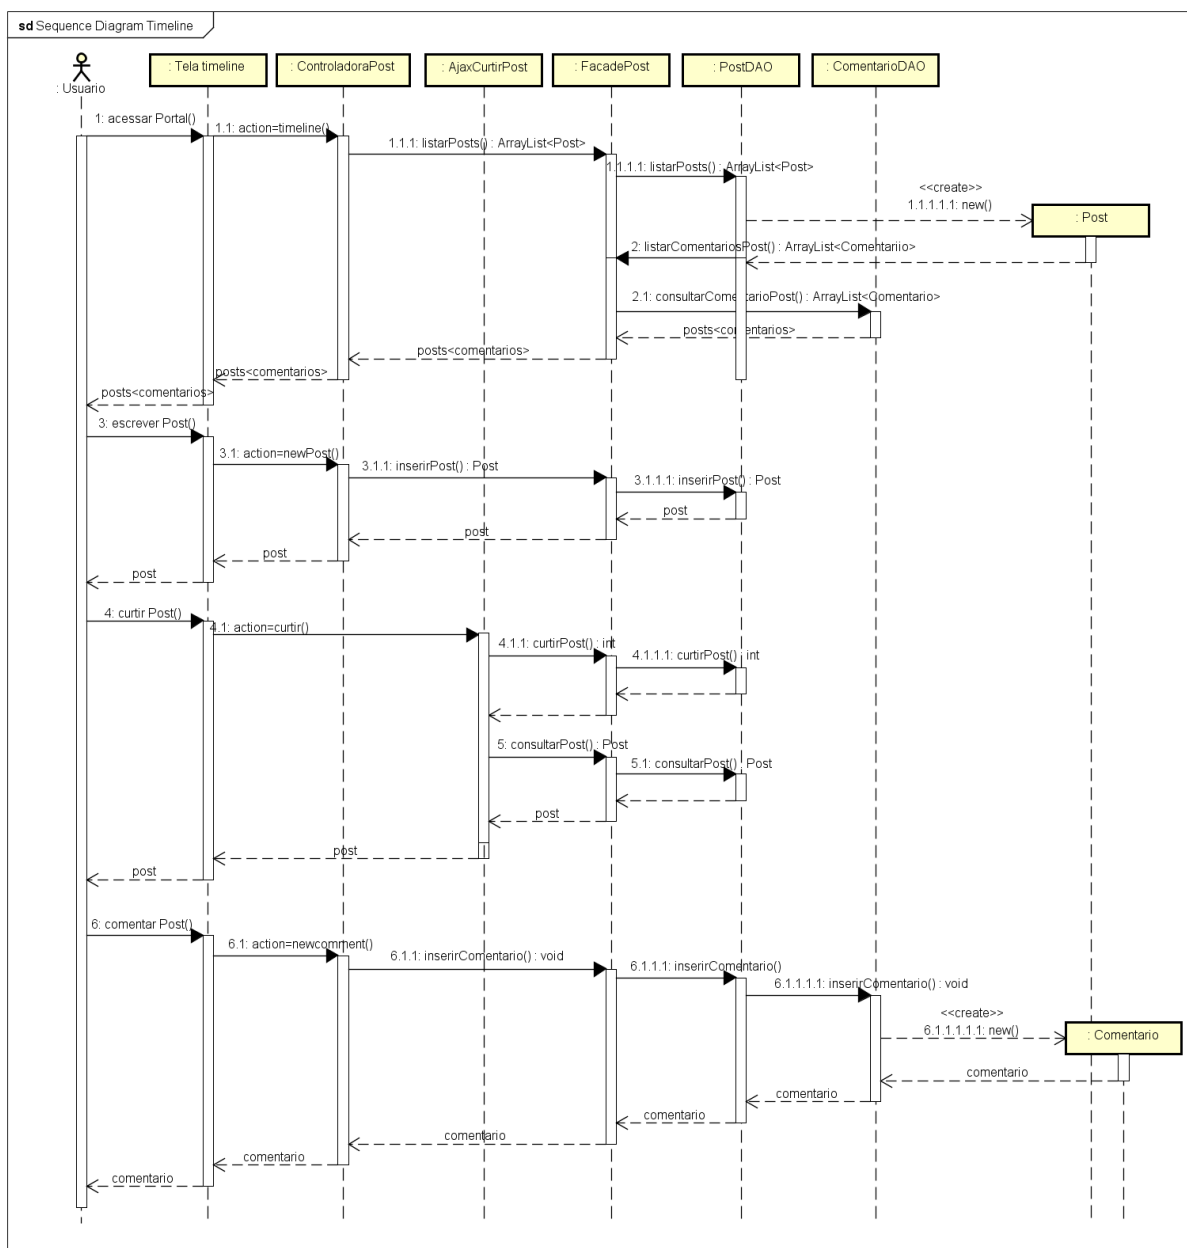 sd Sequence Diagram Timeline
: Usuario
: Tela timeline
: ControladoraPost
: AjaxCurtirPost
: FacadePost
: PostDAO
: ComentarioDAO
1: acessar Portal()
1.1: action=timeline()
1.1.1: listarPosts() : ArrayList<Post>
1.1.1.1: listarPosts() : ArrayList<Post>
<<create>>
1.1.1.1.1: new()
: Post
2: listarComentariosPost() : ArrayList<Comentariio>
2.1: consultarComentarioPost() : ArrayList<Comentario>
posts<comentarios>
posts<comentarios>
posts<comentarios>
posts<comentarios>
3: escrever Post()
3.1: action=newPost()
3.1.1: inserirPost() : Post
3.1.1.1: inserirPost() : Post
post
post
post
post
4: curtir Post()
4.1: action=curtir()
4.1.1: curtirPost() : int
4.1.1.1: curtirPost() : int
5: consultarPost() : Post
5.1: consultarPost() : Post
post
post
post
6: comentar Post()
6.1: action=newcomment()
6.1.1: inserirComentario() : void
6.1.1.1: inserirComentario()
6.1.1.1.1: inserirComentario() : void
<<create>>
6.1.1.1.1.1: new()
: Comentario
comentario
comentario
comentario
comentario
comentario
comentario